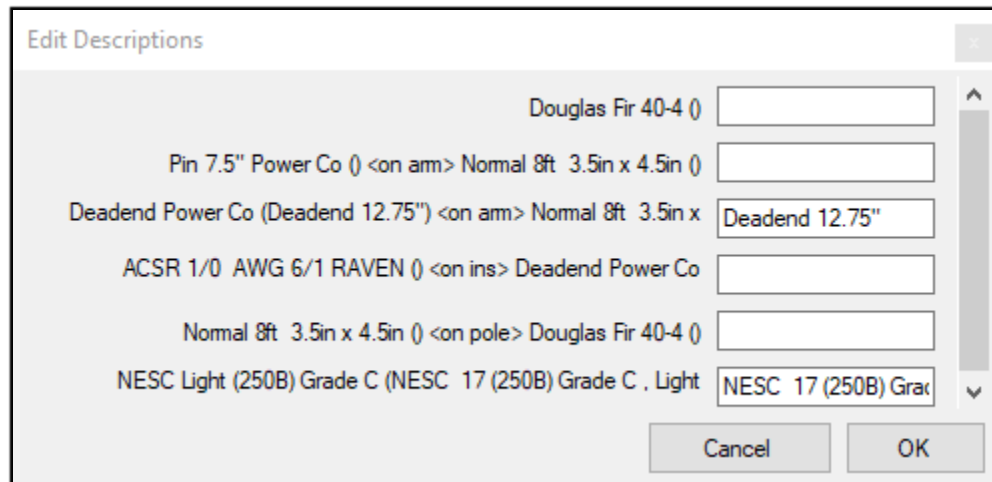 Edit Descriptions
x
Douglas Fir 40-4 ()
Pin 7.5" Power Co () <on arm> Normal 8ft  3.5in x 4.5in ()
Deadend Power Co (Deadend 12.75") <on arm> Normal 8ft  3.5in x Deadend 12.75"
ACSR 1/0  AWG 6/1 RAVEN () <on ins> Deadend Power Co
Normal 8ft  3.5in x 4.5in () <on pole> Douglas Fir 40-4 ()
NESC Light (250B) Grade C (NESC  17 (250B) Grade C , Light NESC  17 (250B) Grad
Cancel OK